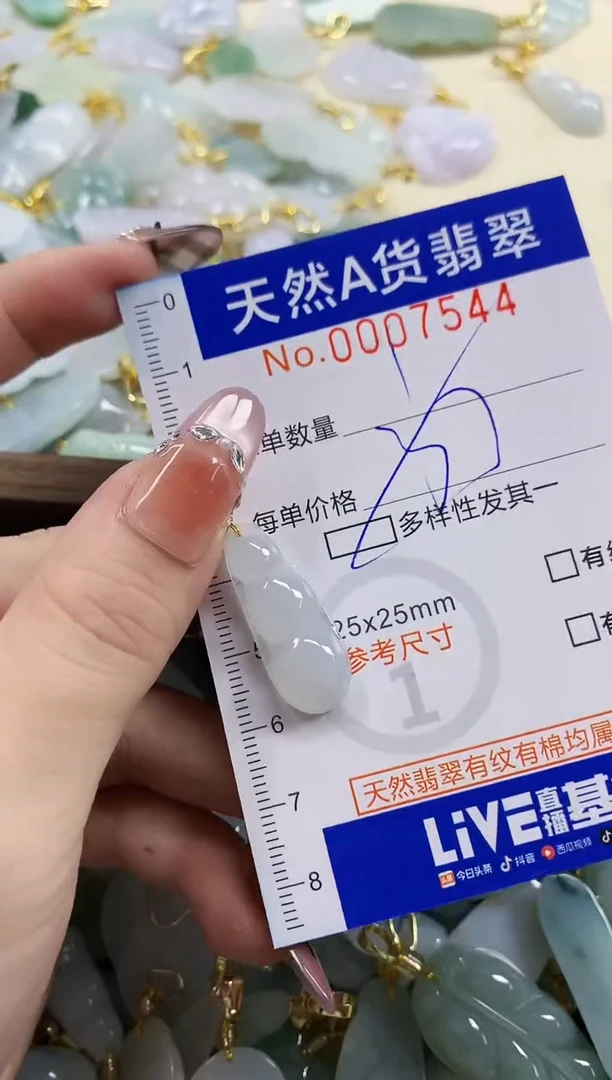 天然A货翡翠
No.0007544
单数量
每单价格
多样性发其一
有
25x25mm
参考尺寸
有
1
天然翡翠有纹有棉均属
LiVE直播基
今日头条 抖音 西瓜视频
0
1
5
6
7
8